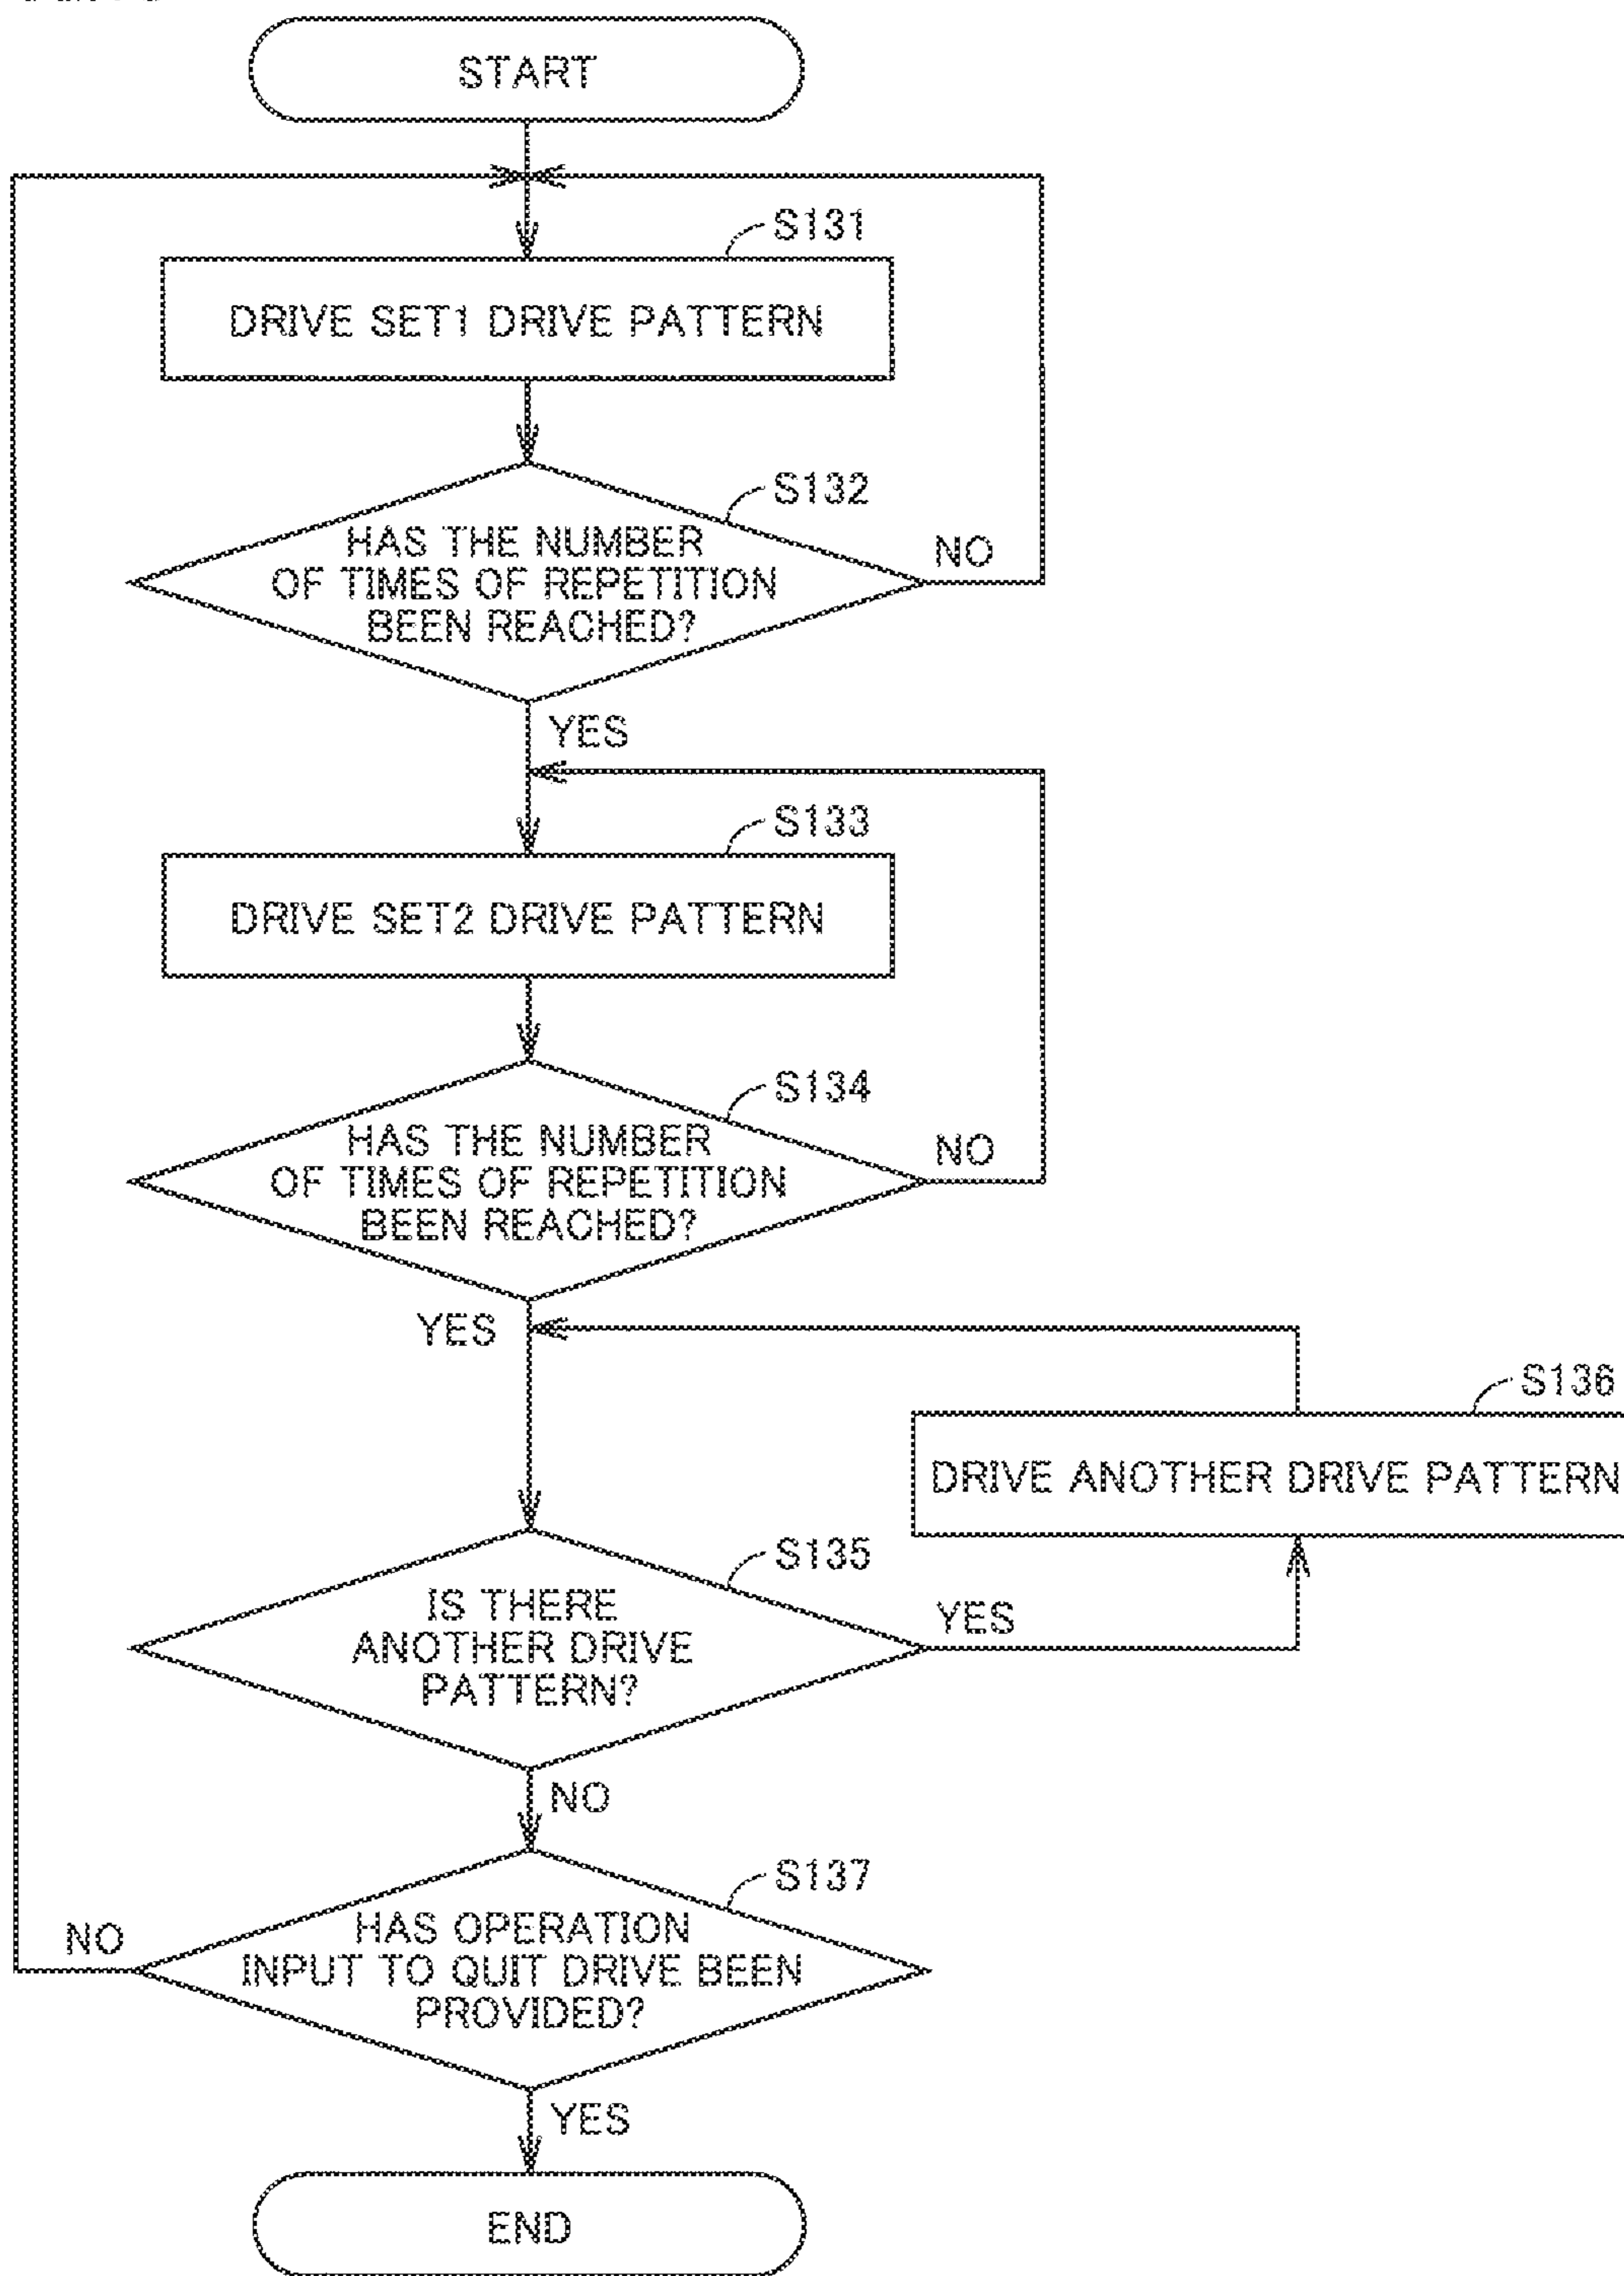 START
S131
DRIVE SET1 DRIVE PATTERN
S132
HAS THE NUMBER
OF TIMES OF REPETITION
BEEN REACHED?
NO
YES
S133
DRIVE SET2 DRIVE PATTERN
S134
HAS THE NUMBER
OF TIMES OF REPETITION
BEEN REACHED?
NO
YES
S136
DRIVE ANOTHER DRIVE PATTERN
S135
IS THERE
ANOTHER DRIVE
PATTERN?
YES
NO
S137
HAS OPERATION
INPUT TO QUIT DRIVE BEEN
PROVIDED?
NO
YES
END